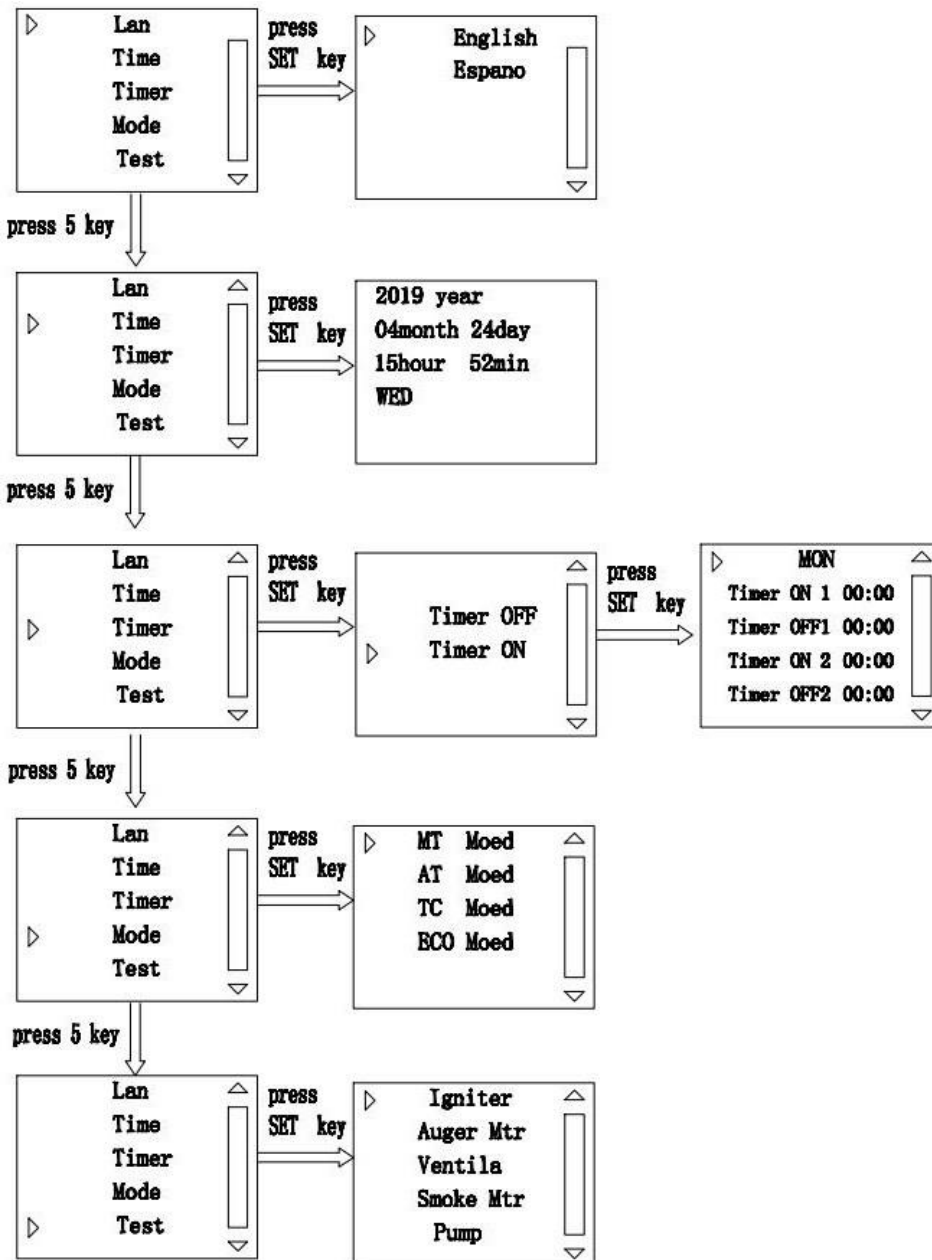 Lan
Time
Timer
Mode
Test
press
SET key
English
Espano
press 5 key
Lan
Time
Timer
Mode
Test
press
SET key
2019 year
04month 24day
15hour 52min
WED
press 5 key
Lan
Time
Timer
Mode
Test
press
SET key
Timer OFF
Timer ON
press
SET key
MON
Timer ON 1 00:00
Timer OFF1 00:00
Timer ON 2 00:00
Timer OFF2 00:00
press 5 key
Lan
Time
Timer
Mode
Test
press
SET key
MT Moed
AT Moed
TC Moed
ECO Moed
press 5 key
Lan
Time
Timer
Mode
Test
press
SET key
Igniter
Auger Mtr
Ventila
Smoke Mtr
Pump